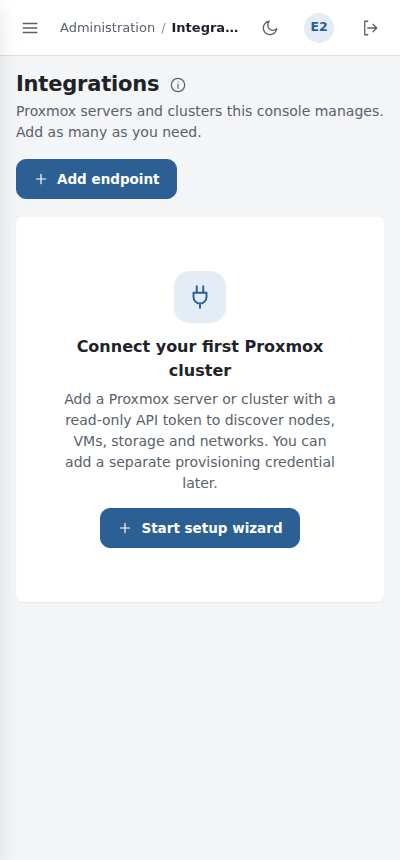 Administration / Integra…
E2
Integrations
Proxmox servers and clusters this console manages.
Add as many as you need.
Add endpoint
Connect your first Proxmox
cluster
Add a Proxmox server or cluster with a
read-only API token to discover nodes,
VMs, storage and networks. You can
add a separate provisioning credential
later.
Start setup wizard